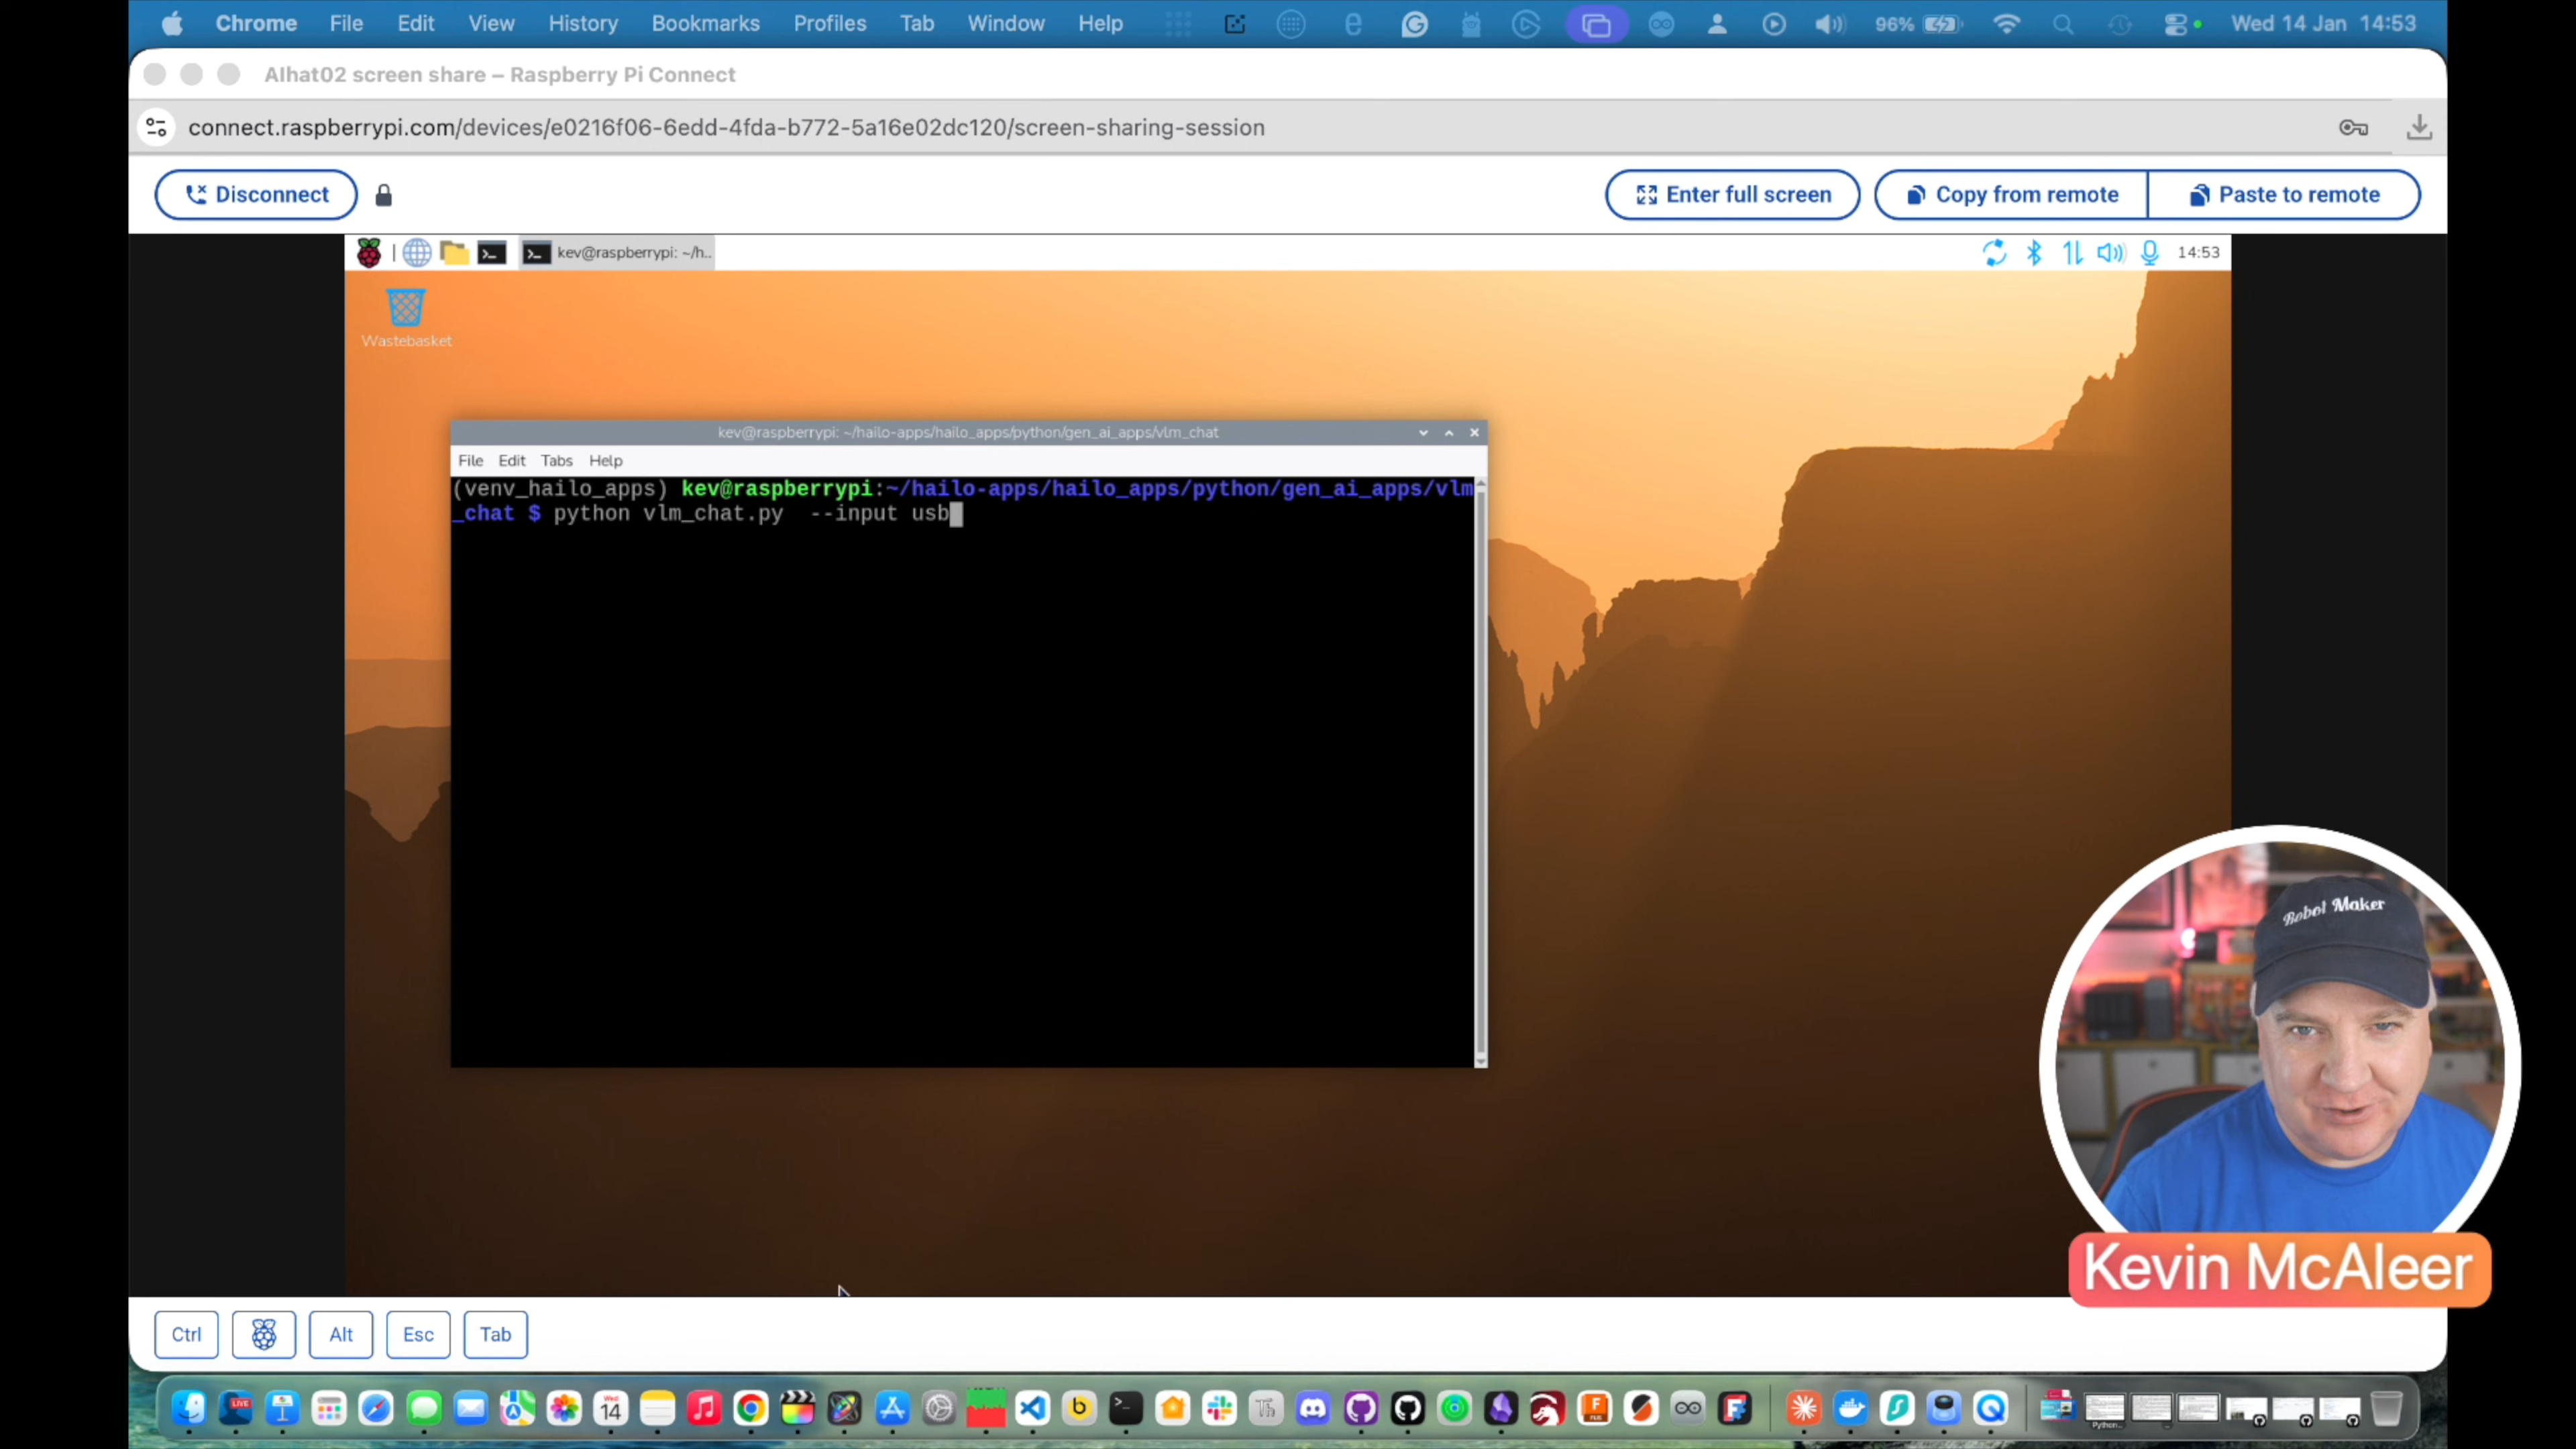 Chrome File Edit View History Bookmarks Profiles Tab Window Help 96% Wed 14 Jan 14:53
AIhat02 screen share – Raspberry Pi Connect
connect.raspberrypi.com/devices/e0216f06-6edd-4fda-b772-5a16e02dc120/screen-sharing-session
Disconnect Enter full screen Copy from remote Paste to remote
kev@raspberrypi: ~/h.. 14:53
Wastebasket
kev@raspberrypi: ~/hailo-apps/hailo_apps/python/gen_ai_apps/vlm_chat
File Edit Tabs Help
(venv_hailo_apps) kev@raspberrypi:~/hailo-apps/hailo_apps/python/gen_ai_apps/vlm
_chat $ python vlm_chat.py  --input usb
Robot Maker
Kevin McAleer
Ctrl Alt Esc Tab
LIVE
Wed
14